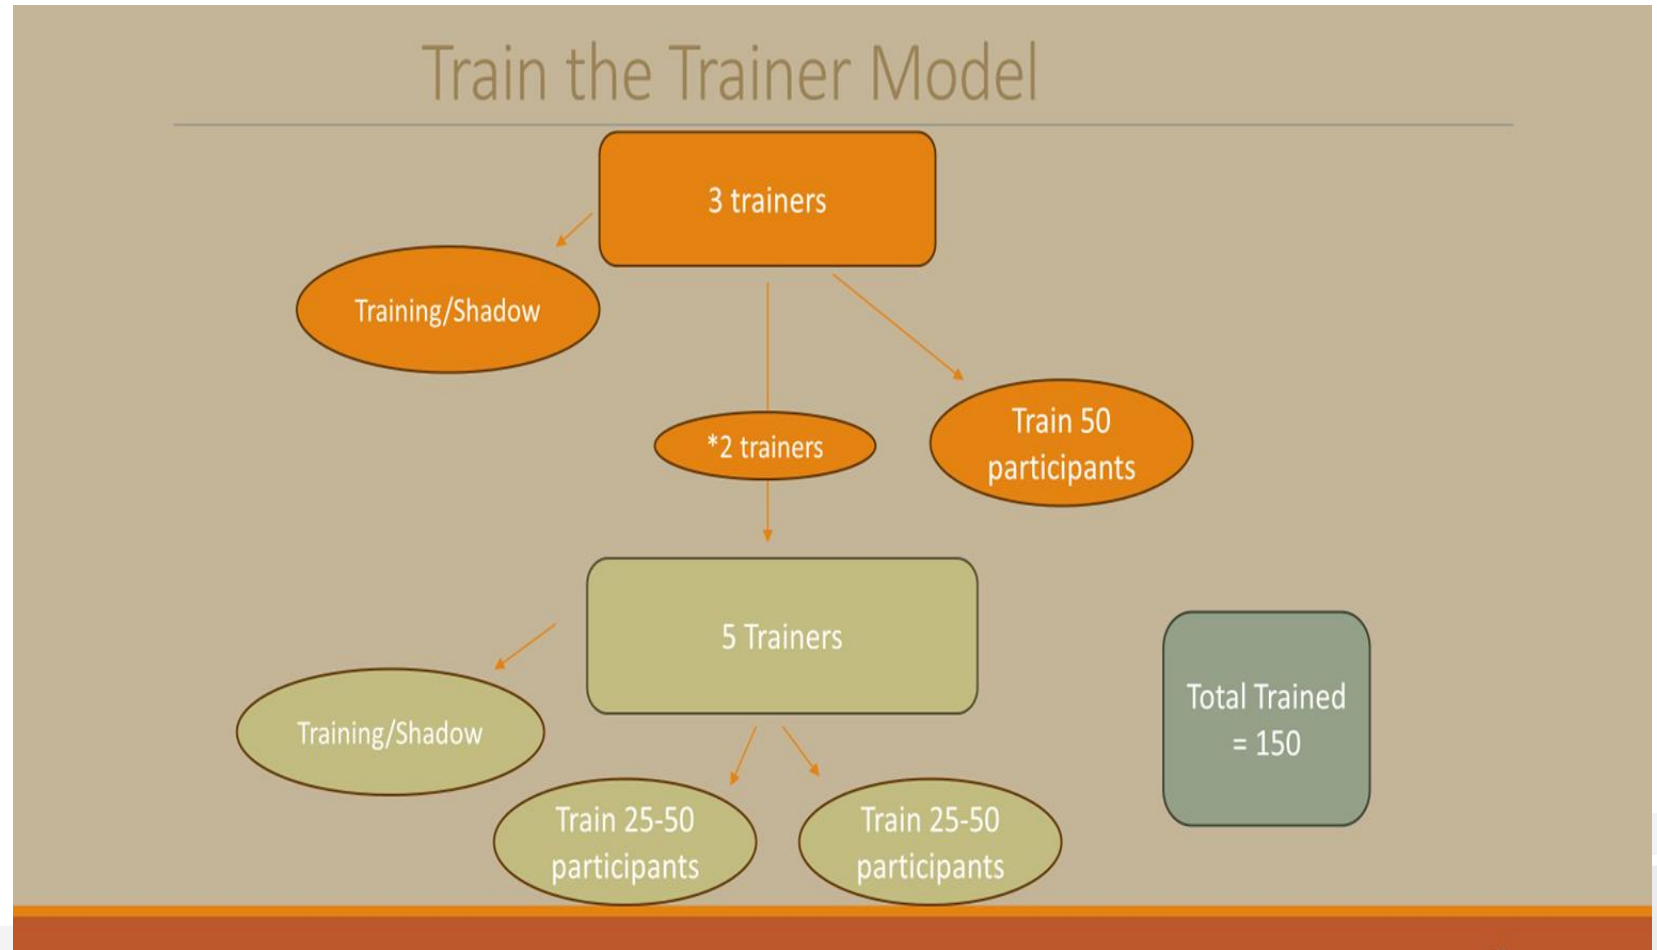 Train the Trainer Model
3 trainers
Training/Shadow
*2 trainers
Train 50
participants
5 Trainers
Training/Shadow
Train 25-50
participants
Train 25-50
participants
Total Trained
= 150